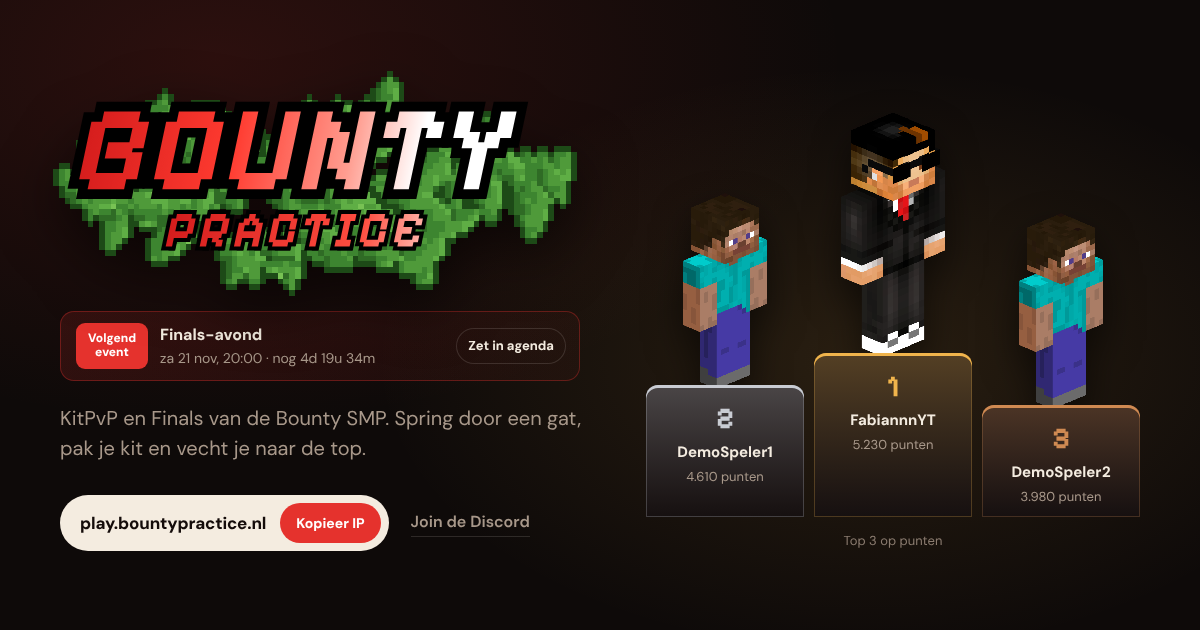 BOUNTY
PRACTICE
Volgend
event
Finals-avond
za 21 nov, 20:00 · nog 4d 19u 34m
Zet in agenda
KitPvP en Finals van de Bounty SMP. Spring door een gat,
pak je kit en vecht je naar de top.
play.bountypractice.nl
Kopieer IP
Join de Discord
2
DemoSpeler1
4.610 punten
1
FabiannnYT
5.230 punten
3
DemoSpeler2
3.980 punten
Top 3 op punten